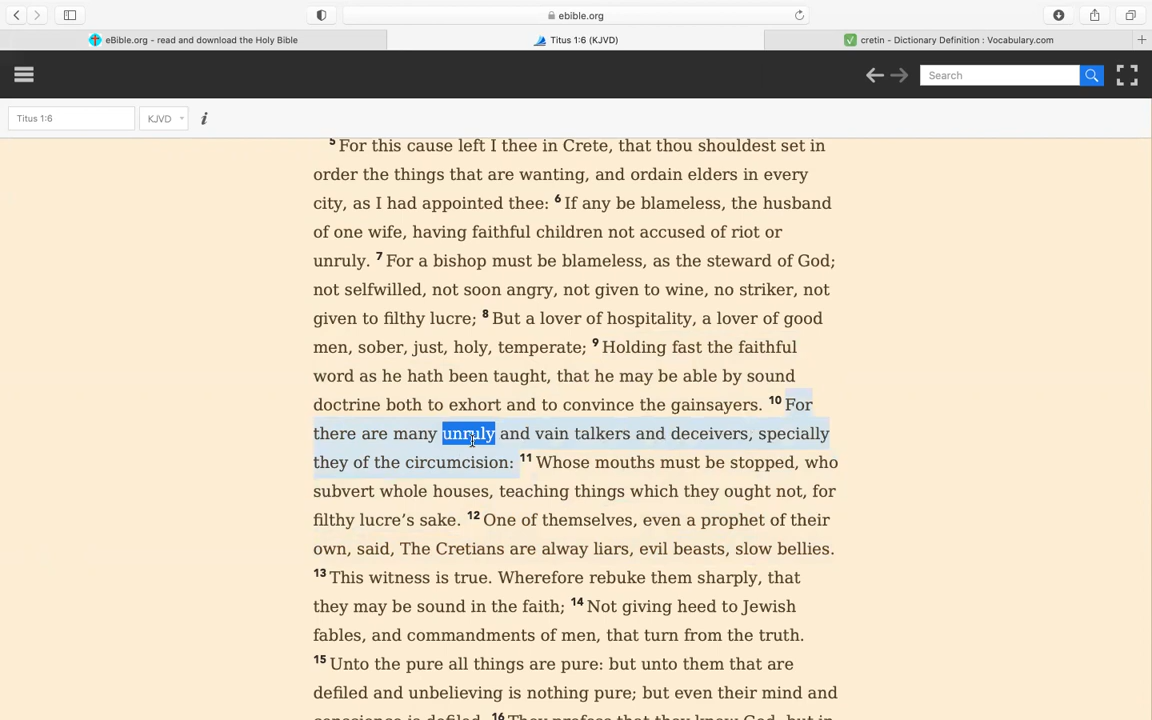 ebible.org
eBible.org - read and download the Holy Bible
Titus 1:6 (KJVD)
cretin - Dictionary Definition : Vocabulary.com
Search
Titus 1:6
KJVD
i
5 For this cause left I thee in Crete, that thou shouldest set in
order the things that are wanting, and ordain elders in every
city, as I had appointed thee: 6 If any be blameless, the husband
of one wife, having faithful children not accused of riot or
unruly. 7 For a bishop must be blameless, as the steward of God;
not selfwilled, not soon angry, not given to wine, no striker, not
given to filthy lucre; 8 But a lover of hospitality, a lover of good
men, sober, just, holy, temperate; 9 Holding fast the faithful
word as he hath been taught, that he may be able by sound
doctrine both to exhort and to convince the gainsayers. 10 For
there are many unruly and vain talkers and deceivers, specially
they of the circumcision: 11 Whose mouths must be stopped, who
subvert whole houses, teaching things which they ought not, for
filthy lucre’s sake. 12 One of themselves, even a prophet of their
own, said, The Cretians are alway liars, evil beasts, slow bellies.
13 This witness is true. Wherefore rebuke them sharply, that
they may be sound in the faith; 14 Not giving heed to Jewish
fables, and commandments of men, that turn from the truth.
15 Unto the pure all things are pure: but unto them that are
defiled and unbelieving is nothing pure; but even their mind and
conscience is defiled. 16 They profess that they know God, but in